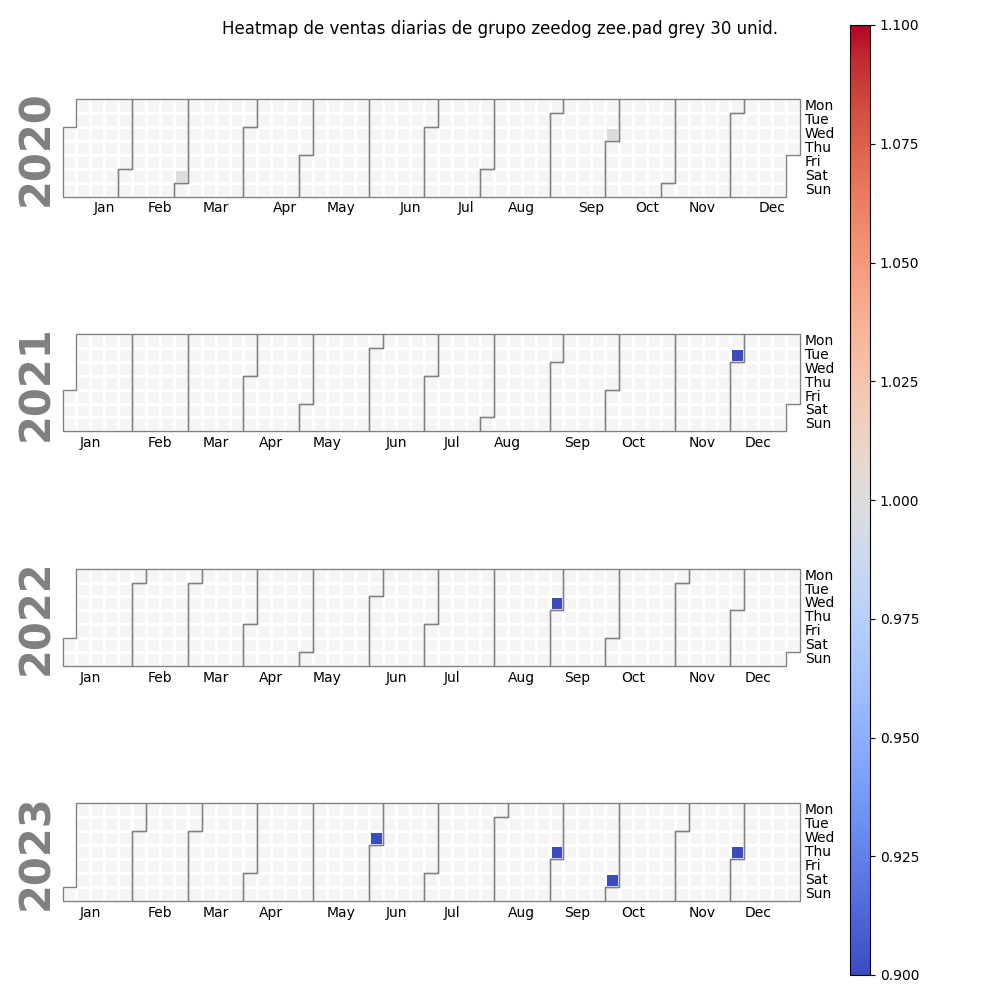 Heatmap de ventas diarias de grupo zeedog zee.pad grey 30 unid.
2020
Mon
Tue
Wed
Thu
Fri
Sat
Sun
Jan Feb Mar Apr May Jun Jul Aug Sep Oct Nov Dec
2021
Mon
Tue
Wed
Thu
Fri
Sat
Sun
Jan Feb Mar Apr May Jun Jul Aug Sep Oct Nov Dec
2022
Mon
Tue
Wed
Thu
Fri
Sat
Sun
Jan Feb Mar Apr May Jun Jul Aug Sep Oct Nov Dec
2023
Mon
Tue
Wed
Thu
Fri
Sat
Sun
Jan Feb Mar Apr May Jun Jul Aug Sep Oct Nov Dec
1.100
1.075
1.050
1.025
1.000
0.975
0.950
0.925
0.900